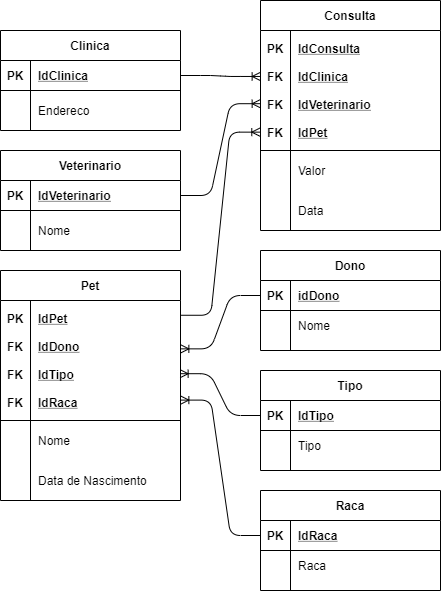 Clinica
PK IdClinica
Endereco
Veterinario
PK IdVeterinario
Nome
Pet
PK IdPet
FK IdDono
FK IdTipo
FK IdRaca
Nome
Data de Nascimento
Consulta
PK IdConsulta
FK IdClinica
FK IdVeterinario
FK IdPet
Valor
Data
Dono
PK idDono
Nome
Tipo
PK IdTipo
Tipo
Raca
PK IdRaca
Raca